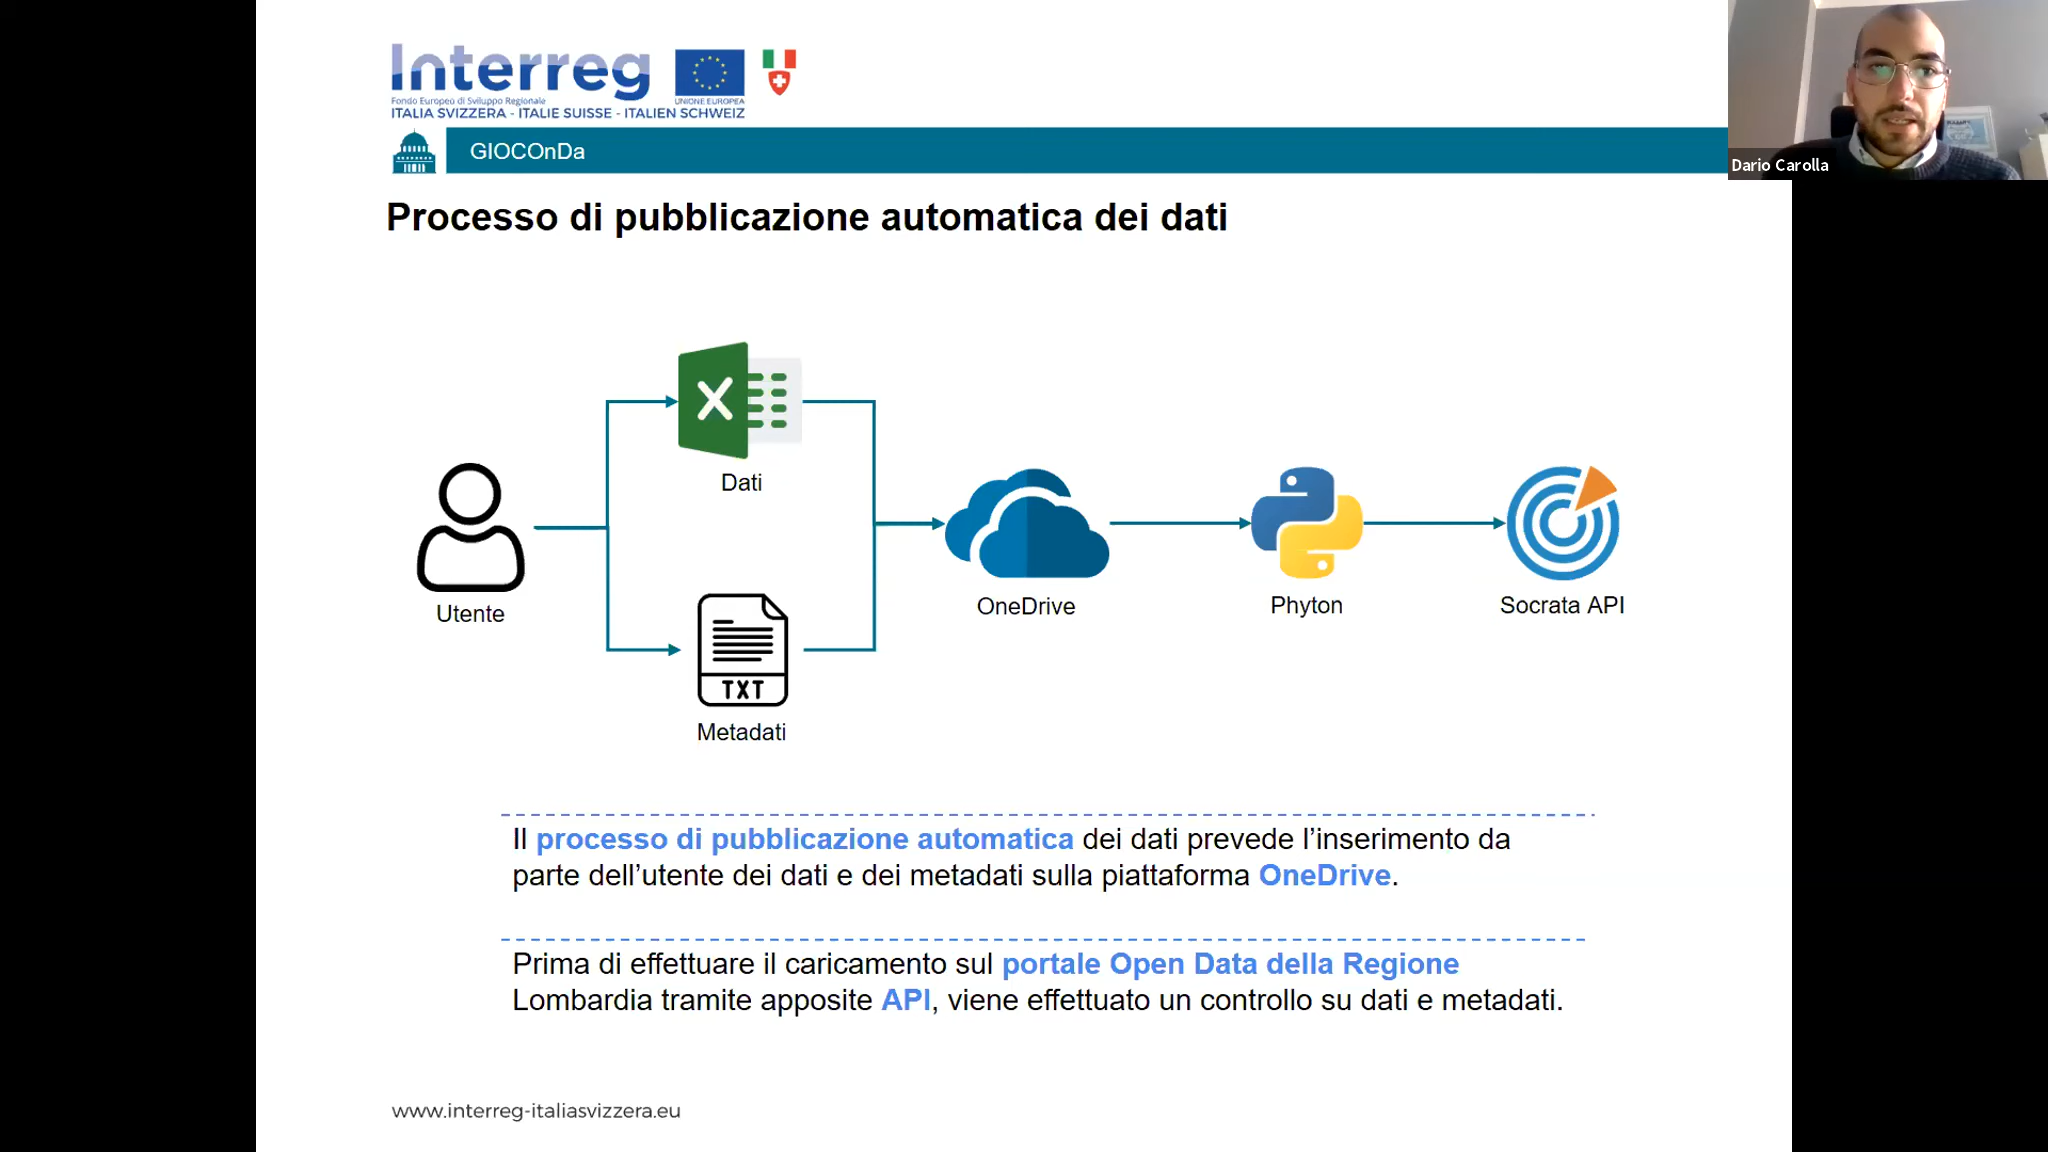 Interreg
Fondo Europeo di Sviluppo Regionale
UNIONE EUROPEA
ITALIA SVIZZERA - ITALIE SUISSE - ITALIEN SCHWEIZ
GIOCOnDa
Dario Carolla
Processo di pubblicazione automatica dei dati
X
Dati
Utente
TXT
Metadati
OneDrive
Phyton
Socrata API
Il processo di pubblicazione automatica dei dati prevede l’inserimento da
parte dell’utente dei dati e dei metadati sulla piattaforma OneDrive.
Prima di effettuare il caricamento sul portale Open Data della Regione
Lombardia tramite apposite API, viene effettuato un controllo su dati e metadati.
www.interreg-italiasvizzera.eu